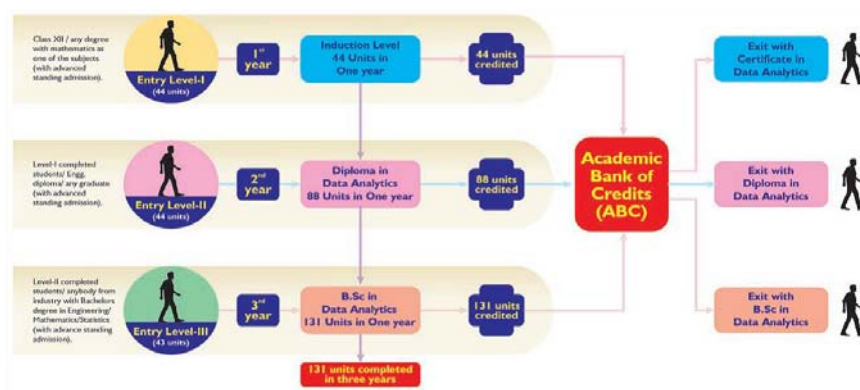 Class XII / any degree
with mathematics as
one of the subjects
(with advanced
standing admission).
Entry Level-I
(44 units)
1st
year
Induction Level
44 Units in
One year
44 units
credited
Exit with
Certificate in
Data Analytics
Level-I completed
students/ Engg.
diploma/ any graduate
(with advanced
standing admission).
Entry Level-II
(44 units)
2nd
year
Diploma in
Data Analytics
88 Units in One year
88 units
credited
Academic
Bank of
Credits
(ABC)
Exit with
Diploma in
Data Analytics
Level-II completed
students/ anybody from
industry with Bachelors
degree in Engineering/
Mathematics/Statistics
(with advance standing
admission).
Entry Level-III
(43 units)
3rd
year
B.Sc in
Data Analytics
131 Units in One year
131 units
credited
Exit with
B.Sc in
Data Analytics
131 units completed
in three years